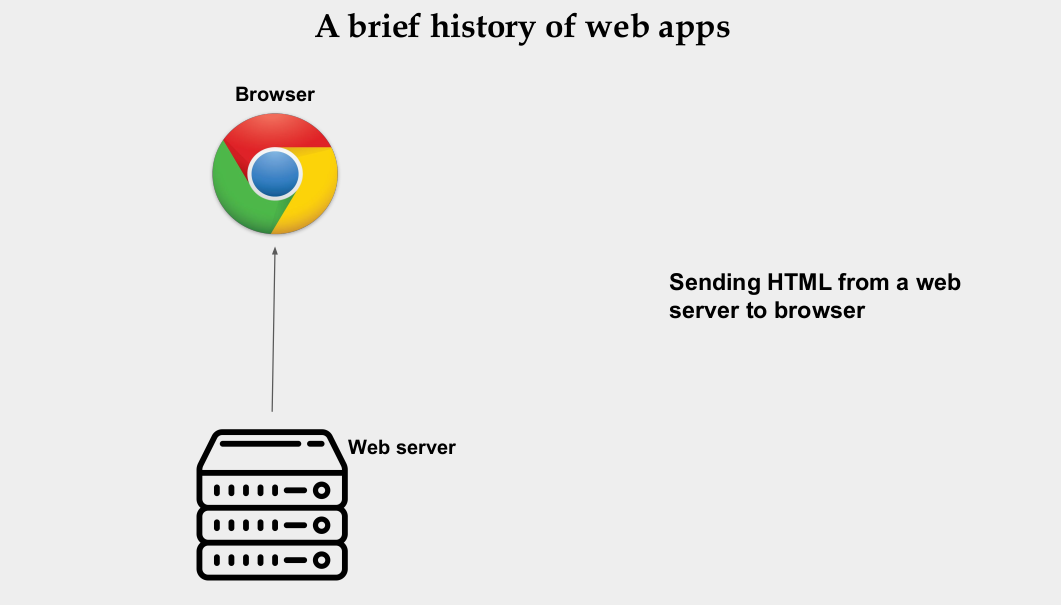 A brief history of web apps
Browser
Sending HTML from a web
server to browser
Web server